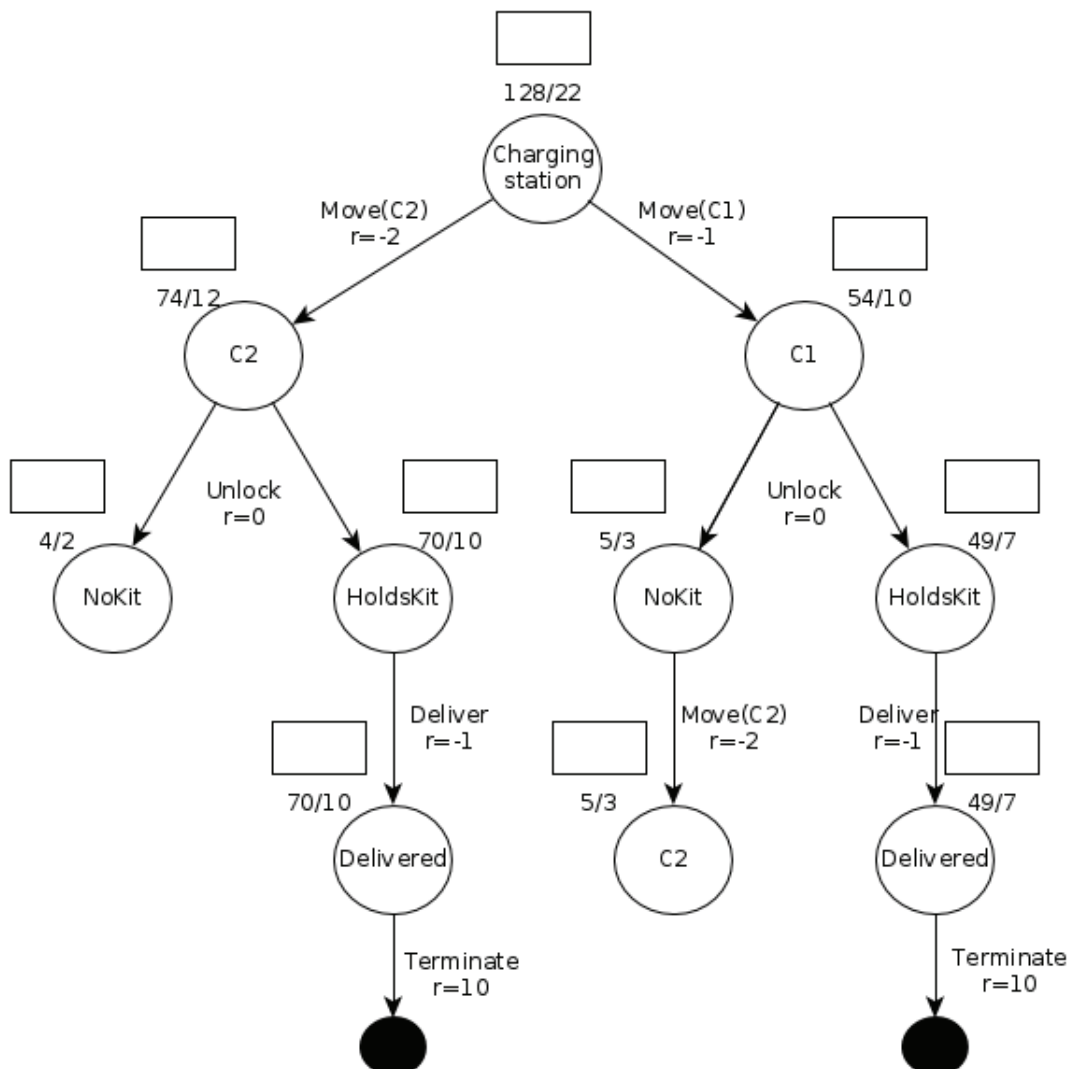 128/22
Charging
station
Move(C2)
r=-2
Move(C1)
r=-1
74/12
54/10
C2
C1
Unlock
r=0
Unlock
r=0
4/2
70/10
5/3
49/7
NoKit
HoldsKit
NoKit
HoldsKit
Deliver
r=-1
Move(C2)
r=-2
Deliver
r=-1
70/10
5/3
49/7
Delivered
C2
Delivered
Terminate
r=10
Terminate
r=10